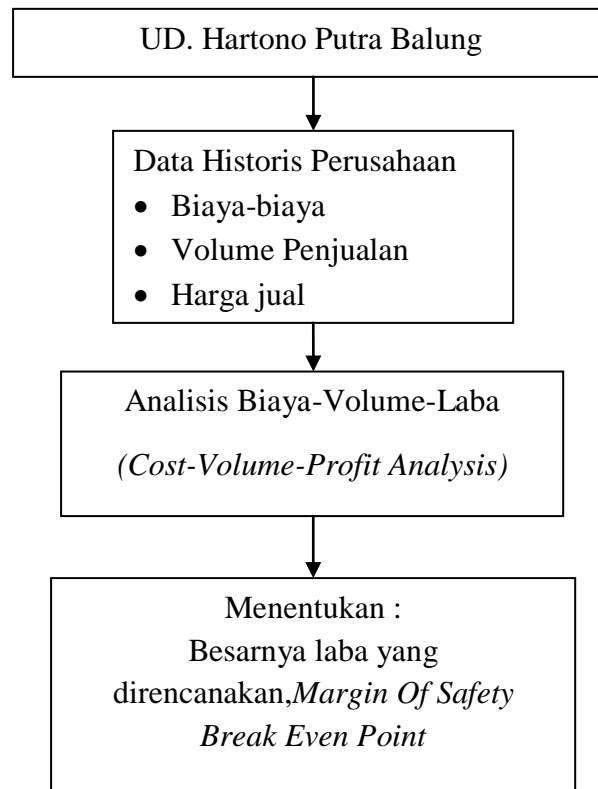 UD. Hartono Putra Balung
Data Historis Perusahaan
• Biaya-biaya
• Volume Penjualan
• Harga jual
Analisis Biaya-Volume-Laba
(Cost-Volume-Profit Analysis)
Menentukan :
Besarnya laba yang
direncanakan,Margin Of Safety
Break Even Point